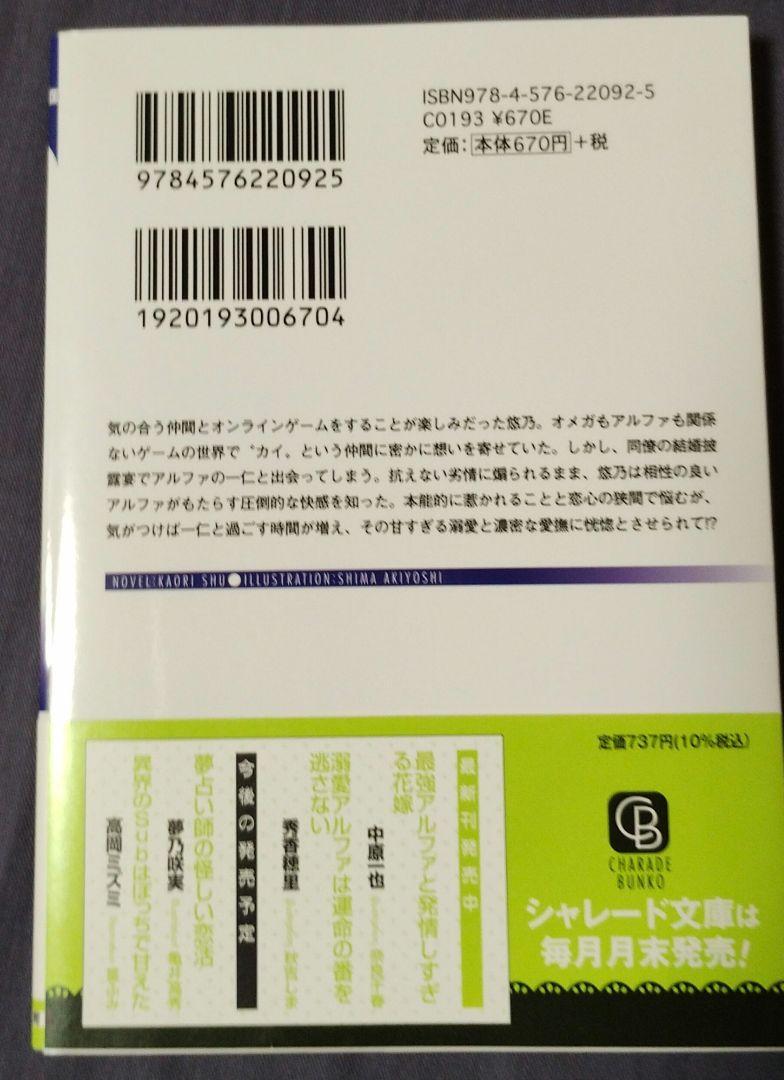 ISBN978-4-576-22092-5
C0193 ¥670E
定価：本体670円＋税
9784576220925
1920193006704
気の合う仲間とオンラインゲームをすることが楽しみだった悠乃。オメガもアルファも関係
ないゲームの世界で〝カイ〟という仲間に密かに想いを寄せていた。しかし、同僚の結婚披
露宴でアルファの一仁と出会ってしまう。抗えない劣情に煽られるまま、悠乃は相性の良い
アルファがもたらす圧倒的な快感を知った。本能的に惹かれることと恋心の狭間で悩むが、
気がつけば一仁と過ごす時間が増え、その甘すぎる溺愛と濃密な愛撫に恍惚とさせられて!?
NOVEL:KAORI SHU●ILLUSTRATION:SHIMA AKIYOSHI
定価737円(10%税込)
CB
CHARADE
BUNKO
シャレード文庫は
毎月月末発売！
最新刊発売中
最強アルファと発情しすぎ
る花嫁
中原一也
溺愛アルファは運命の番を
逃さない
秀香穂里
秋吉しま
今後の発売予定
夢占い師の怪しい恋活
夢乃咲実
異界のSubはぼっちで甘えた
高岡ミズミ